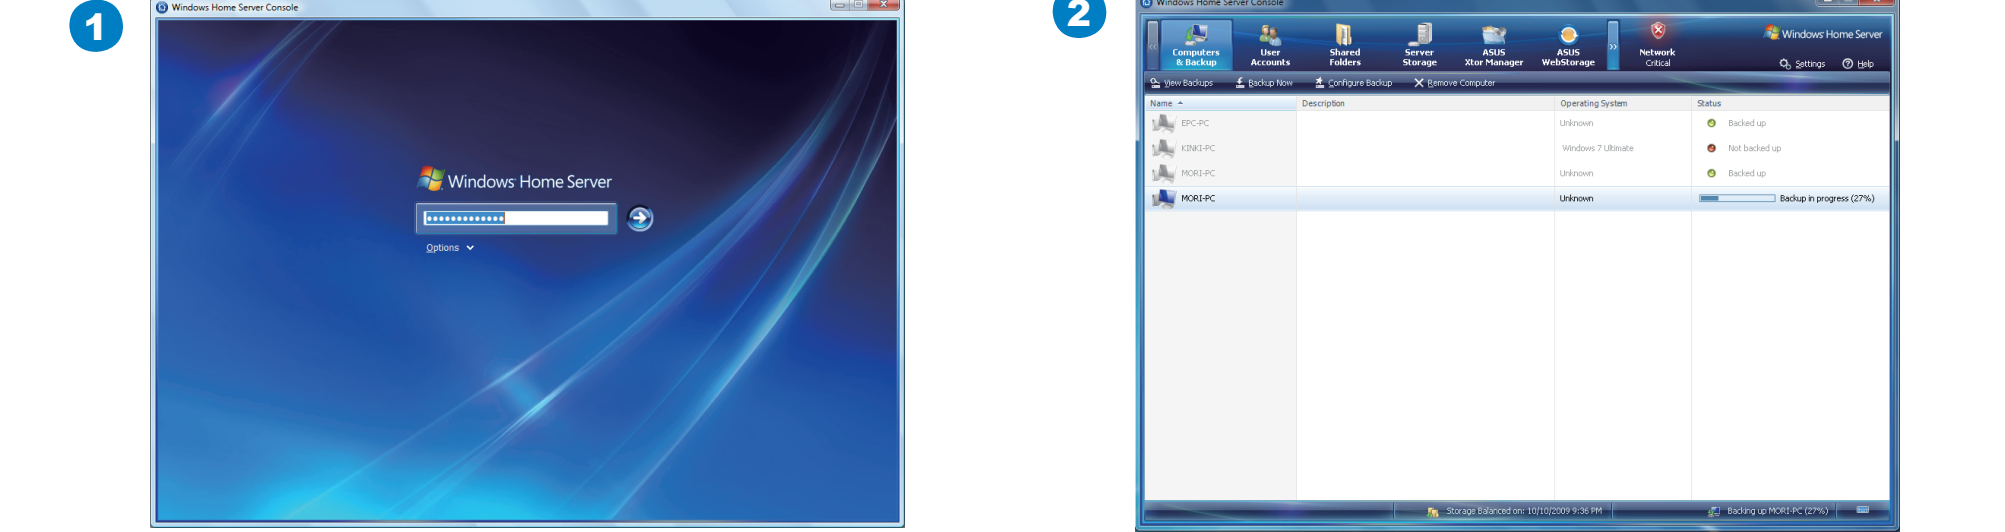 1
Windows Home Server Console
Windows Home Server
Options
2
Windows Home Server Console
Computers & Backup
User Accounts
Shared Folders
Server Storage
ASUS Xtor Manager
ASUS WebStorage
Network Critical
Windows Home Server
Settings
Help
View Backups
Backup Now
Configure Backup
Remove Computer
Name Description Operating System Status
EPC-PC Unknown Backed up
KINKI-PC Windows 7 Ultimate Not backed up
MORI-PC Unknown Backed up
MORI-PC Unknown Backup in progress (27%)
Storage Balanced on: 10/10/2009 9:36 PM
Backing up MORI-PC (27%)